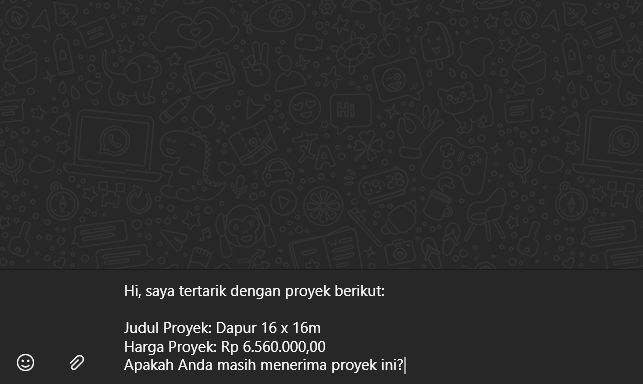 Hi, saya tertarik dengan proyek berikut:
Judul Proyek: Dapur 16 x 16m
Harga Proyek: Rp 6.560.000,00
Apakah Anda masih menerima proyek ini?